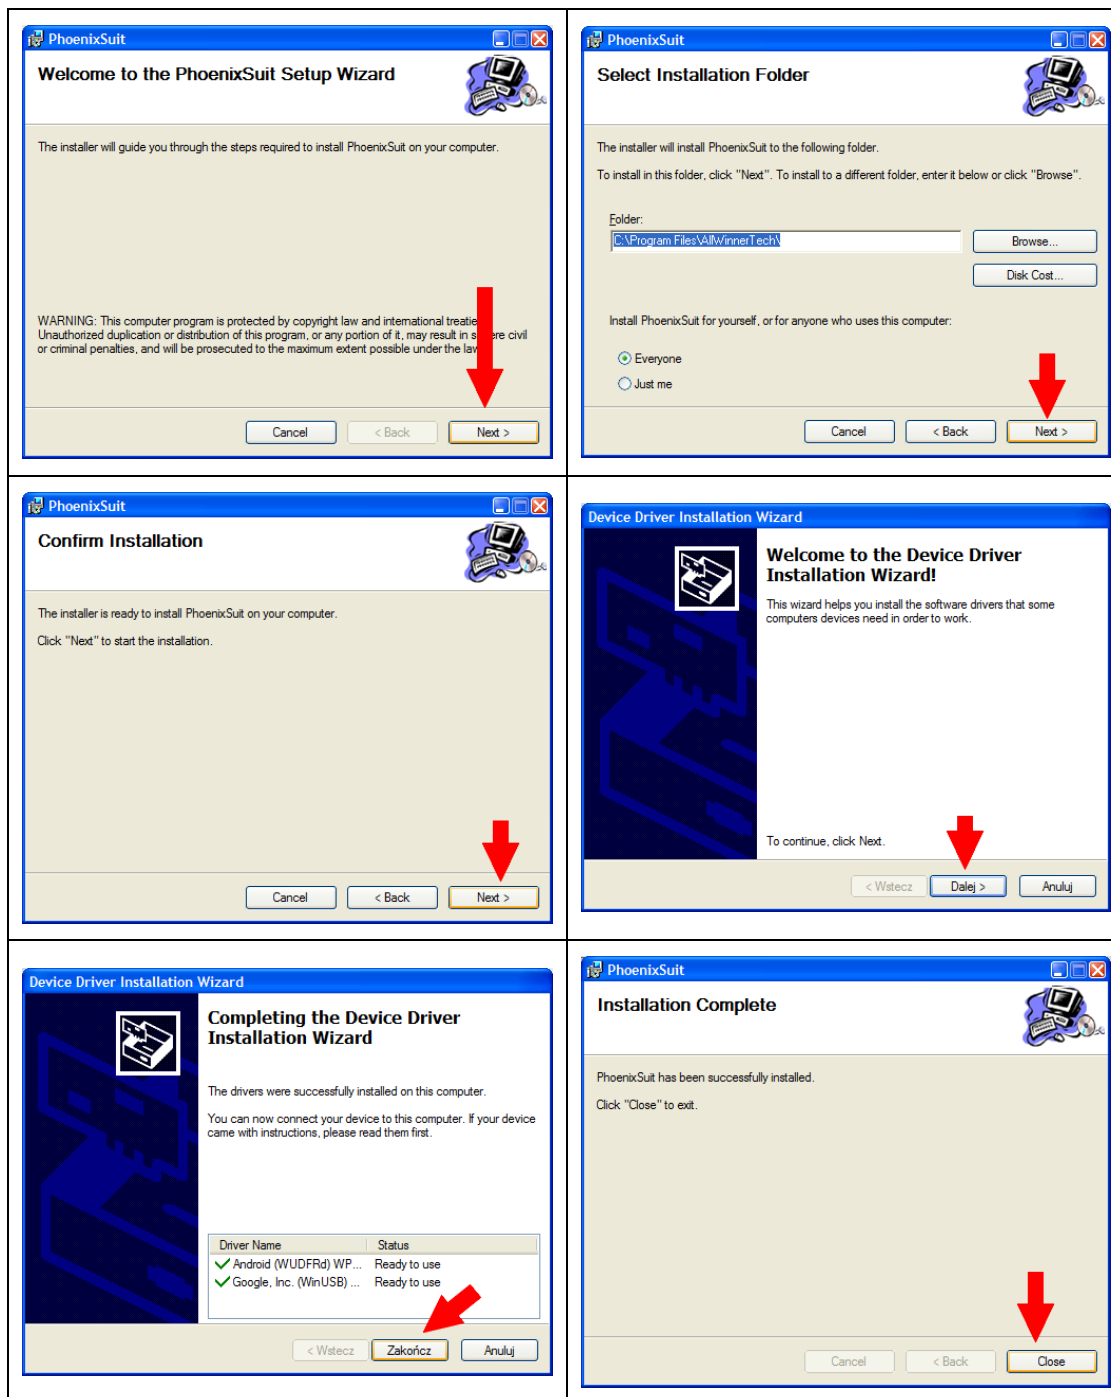 PhoenixSuit
Welcome to the PhoenixSuit Setup Wizard
The installer will guide you through the steps required to install PhoenixSuit on your computer.
WARNING: This computer program is protected by copyright law and international
Unauthorized duplication or distribution of this program, or any portion of it, may result in civil
or criminal penalties, and will be prosecuted to the maximum extent possible under the
Cancel
< Back
Next >
PhoenixSuit
Select Installation Folder
The installer will install PhoenixSuit to the following folder.
To install in this folder, click "Next". To install to a different folder, enter it below or click "Browse".
Folder:
C:\Program Files\AllWinnerTech\
Browse...
Disk Cost...
Install PhoenixSuit for yourself, or for anyone who uses this computer:
Everyone
Just me
Cancel
< Back
Next >
PhoenixSuit
Confirm Installation
The installer is ready to install PhoenixSuit on your computer.
Click "Next" to start the installation.
Cancel
< Back
Next >
Device Driver Installation Wizard
Welcome to the Device Driver
Installation Wizard!
This wizard helps you install the software drivers that some
computers devices need in order to work.
To continue, click Next.
< Wstecz
Dalej >
Anuluj
Device Driver Installation Wizard
Completing the Device Driver
Installation Wizard
The drivers were successfully installed on this computer.
You can now connect your device to this computer. If your device
came with instructions, please read them first.
Driver Name Status
Android (WUDFRd) WP... Ready to use
Google, Inc. (WinUSB) ... Ready to use
< Wstecz
Zakończ
Anuluj
PhoenixSuit
Installation Complete
PhoenixSuit has been successfully installed.
Click "Close" to exit.
Cancel
< Back
Close